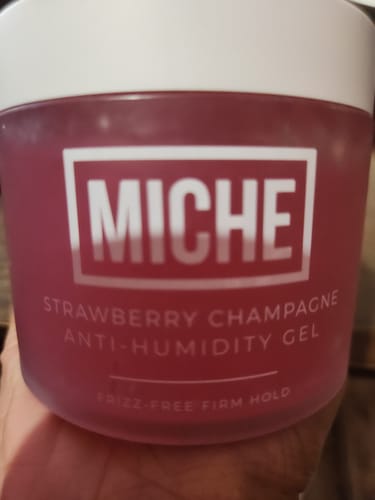 MICHE
STRAWBERRY CHAMPAGNE
ANTI-HUMIDITY GEL
FRIZZ-FREE FIRM HOLD